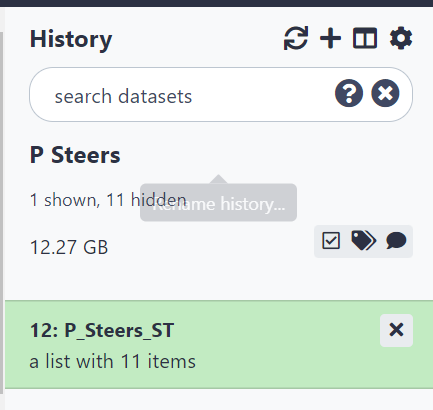 History
search datasets
P Steers
1 shown, 11 hidden
Rename history...
12.27 GB
12: P_Steers_ST
a list with 11 items